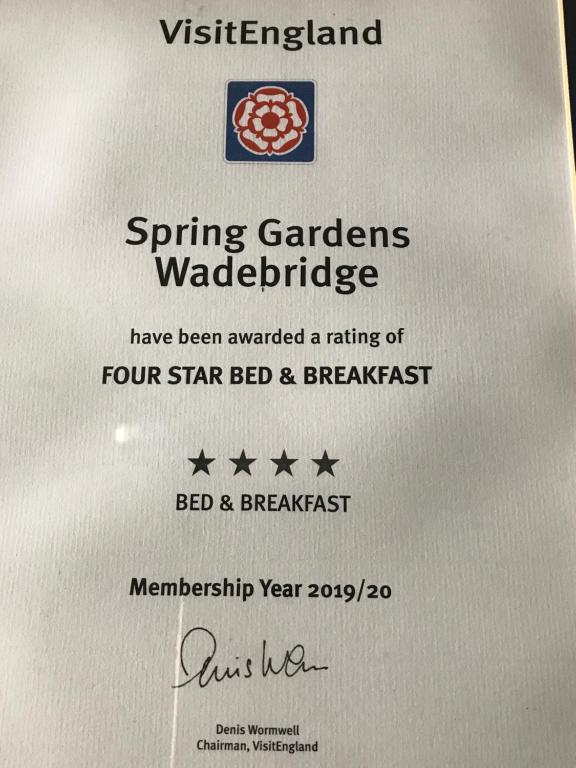 VisitEngland
Spring Gardens
Wadebridge
have been awarded a rating of
FOUR STAR BED & BREAKFAST
★ ★ ★ ★
BED & BREAKFAST
Membership Year 2019/20
Denis Wormwell
Chairman, VisitEngland